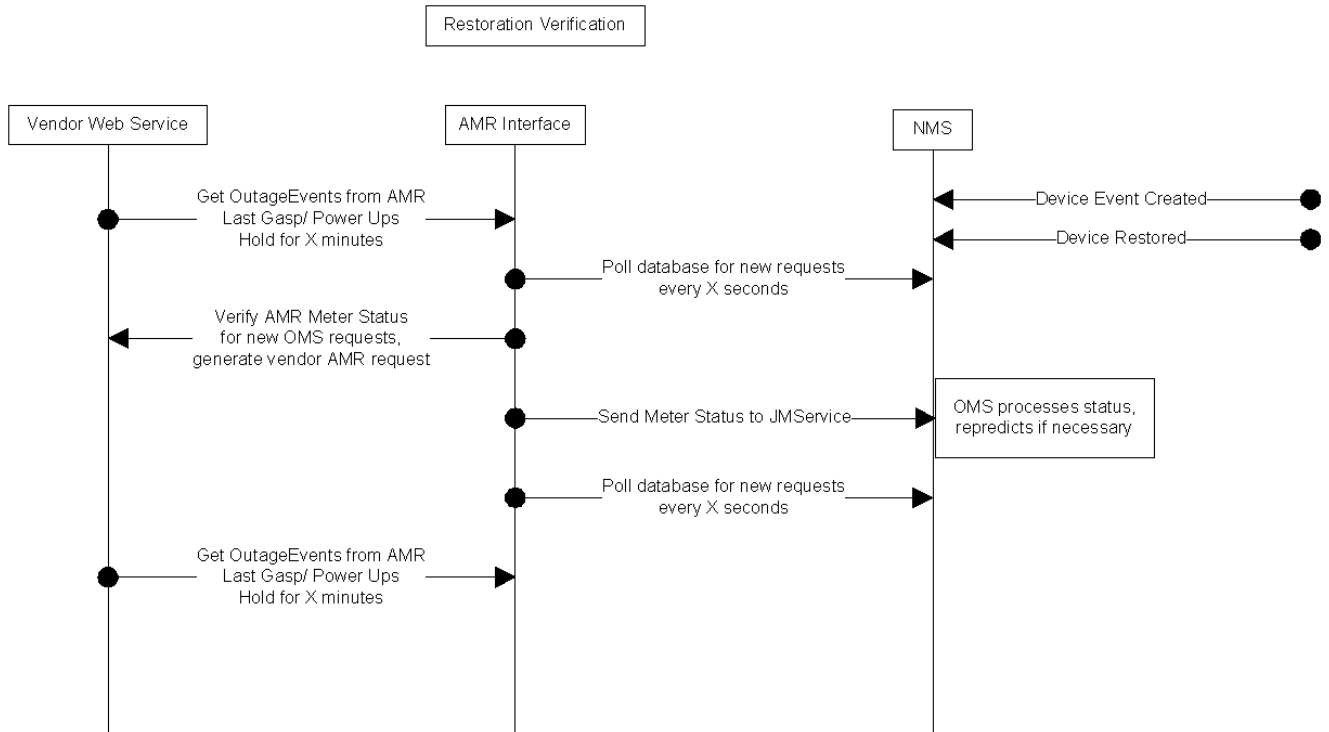 Restoration Verification
Vendor Web Service
AMR Interface
NMS
Get OutageEvents from AMR
Last Gasp/ Power Ups
Hold for X minutes
Device Event Created
Device Restored
Poll database for new requests
every X seconds
Verify AMR Meter Status
for new OMS requests,
generate vendor AMR request
Send Meter Status to JMService
OMS processes status,
repredicts if necessary
Poll database for new requests
every X seconds
Get OutageEvents from AMR
Last Gasp/ Power Ups
Hold for X minutes